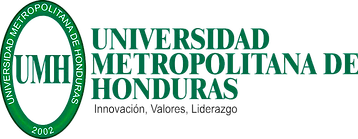 UNIVERSIDAD METROPOLITANA DE HONDURAS
UMH
2002
UNIVERSIDAD
METROPOLITANA DE
HONDURAS
Innovación, Valores, Liderazgo